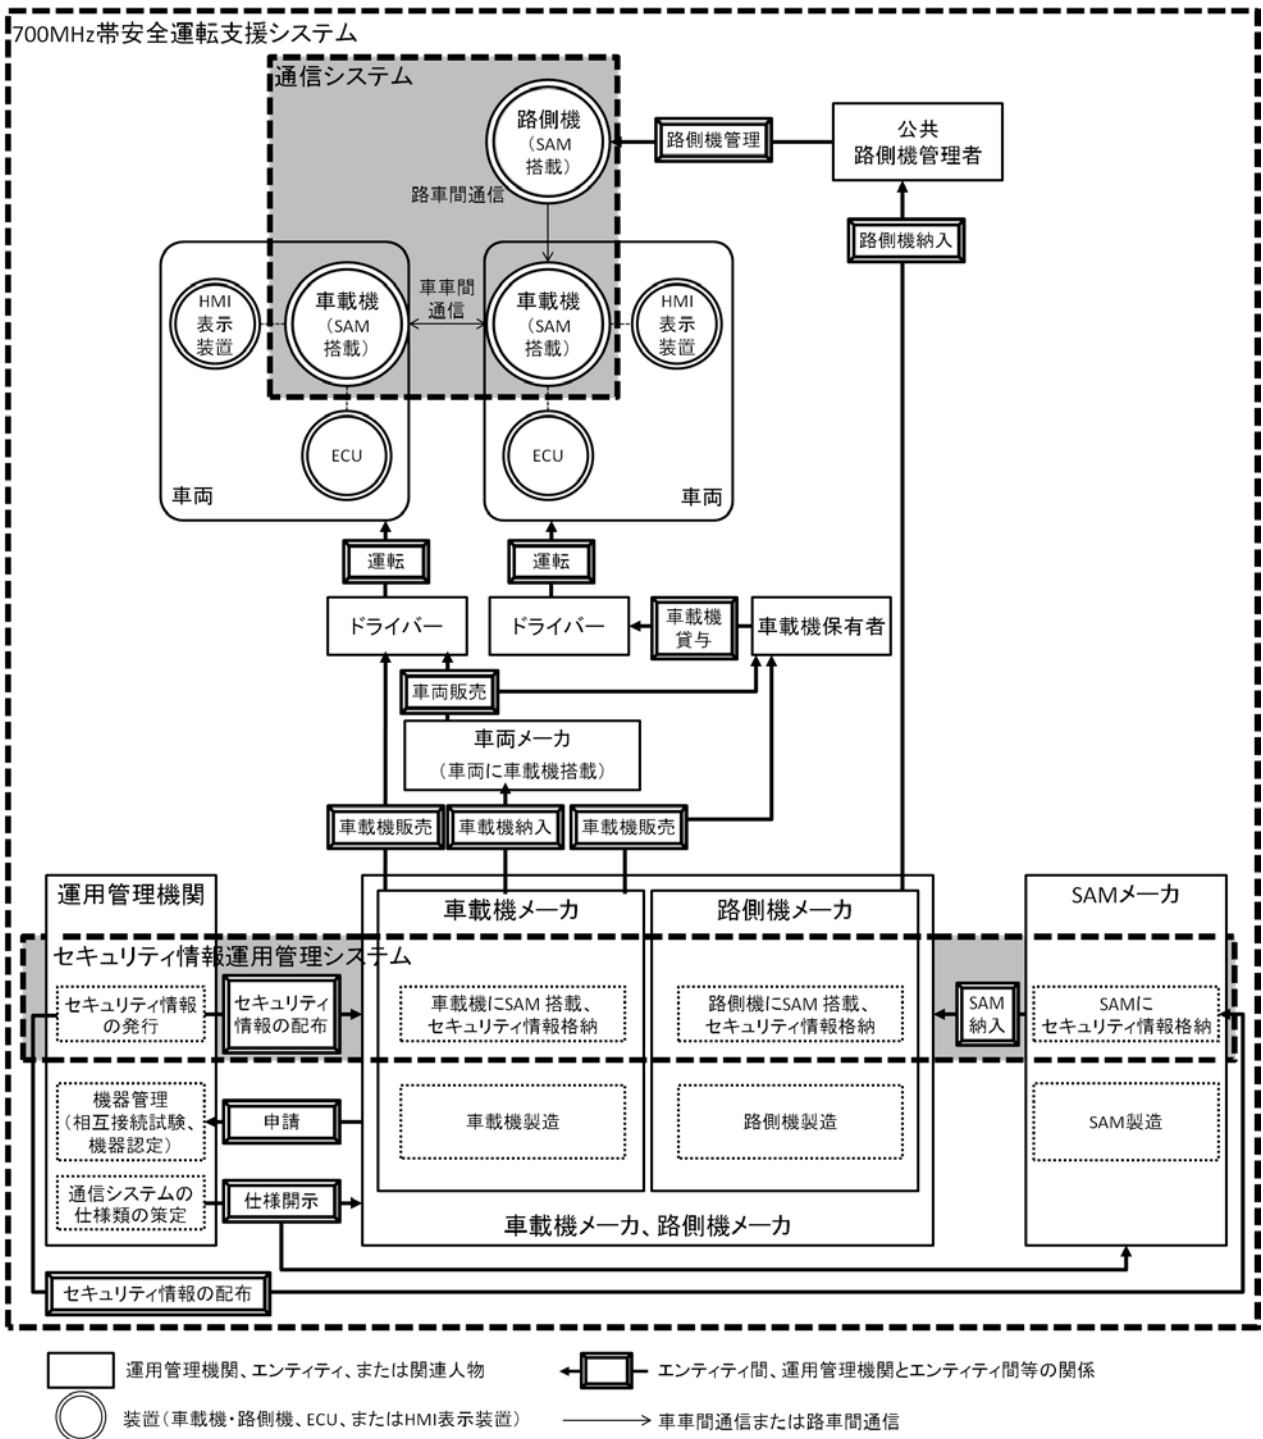 700MHz帯安全運転支援システム
通信システム
路側機
（SAM
搭載）
路側機管理
公共
路側機管理者
路車間通信
路側機納入
HMI
表示
装置
車載機
（SAM
搭載）
車車間
通信
車載機
（SAM
搭載）
HMI
表示
装置
ECU
ECU
車両
車両
運転
運転
ドライバー
ドライバー
車載機
貸与
車載機保有者
車両販売
車両メーカ
（車両に車載機搭載）
車載機販売
車載機納入
車載機販売
運用管理機関
車載機メーカ
路側機メーカ
SAMメーカ
セキュリティ情報運用管理システム
セキュリティ情報
の発行
セキュリティ
情報の配布
車載機にSAM 搭載、
セキュリティ情報格納
路側機にSAM 搭載、
セキュリティ情報格納
SAM
納入
SAMに
セキュリティ情報格納
機器管理
（相互接続試験、
機器認定）
申請
車載機製造
路側機製造
SAM製造
通信システムの
仕様類の策定
仕様開示
車載機メーカ、路側機メーカ
セキュリティ情報の配布
運用管理機関、エンティティ、または関連人物
エンティティ間、運用管理機関とエンティティ間等の関係
装置（車載機・路側機、ECU、またはHMI表示装置）
車車間通信または路車間通信